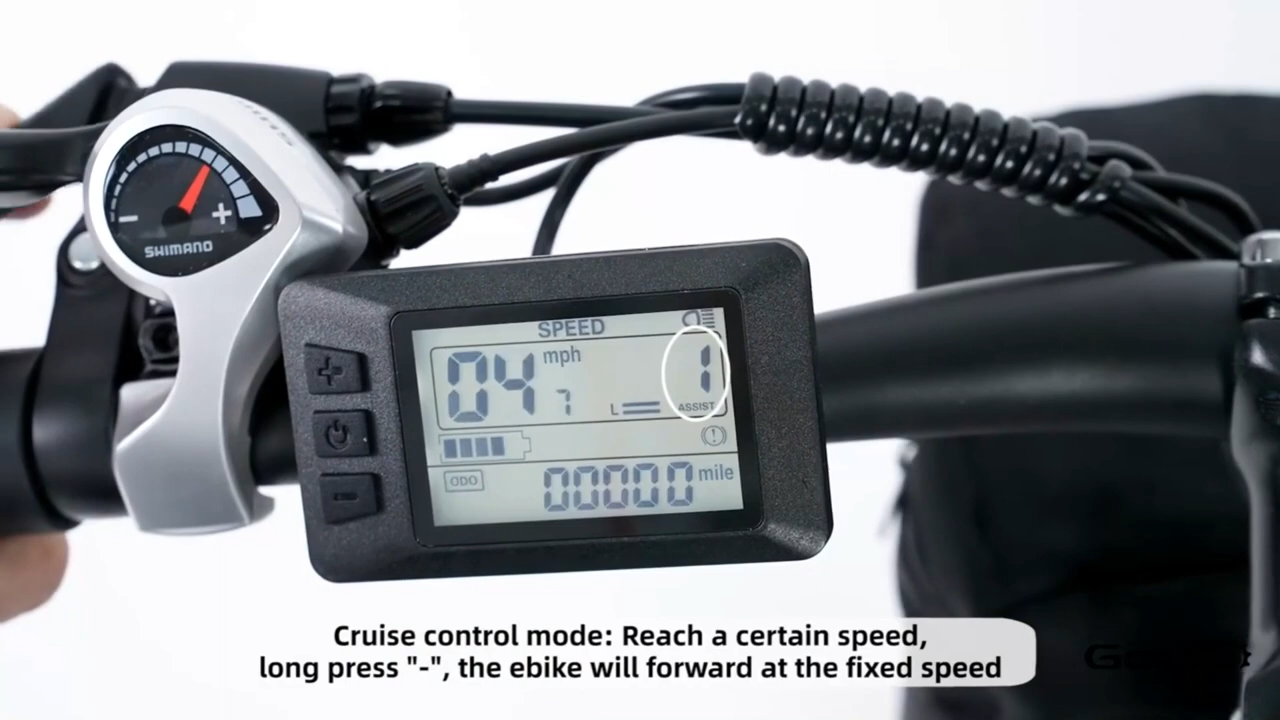 SHIMANO
SPEED
04 7 mph
1
L
ASSIST
ODO
00000 mile
Cruise control mode: Reach a certain speed,
long press "-", the ebike will forward at the fixed speed